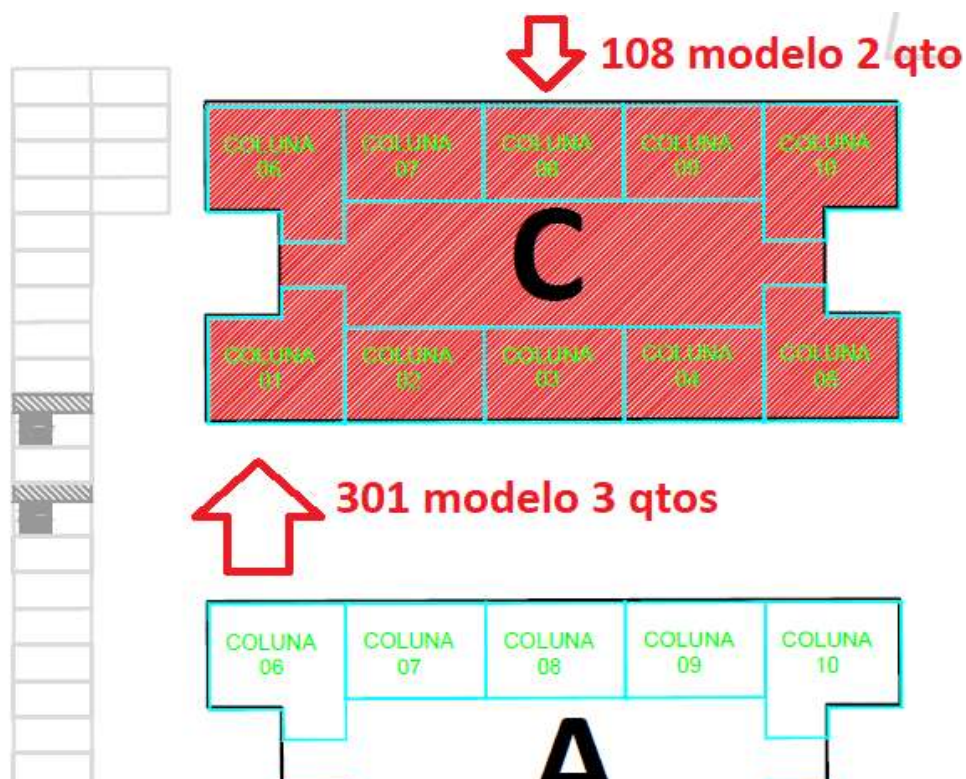 108 modelo 2 qto
COLUNA 06
COLUNA 07
COLUNA 08
COLUNA 09
COLUNA 10
C
COLUNA 01
COLUNA 02
COLUNA 03
COLUNA 04
COLUNA 05
301 modelo 3 qtos
COLUNA 06
COLUNA 07
COLUNA 08
COLUNA 09
COLUNA 10
A